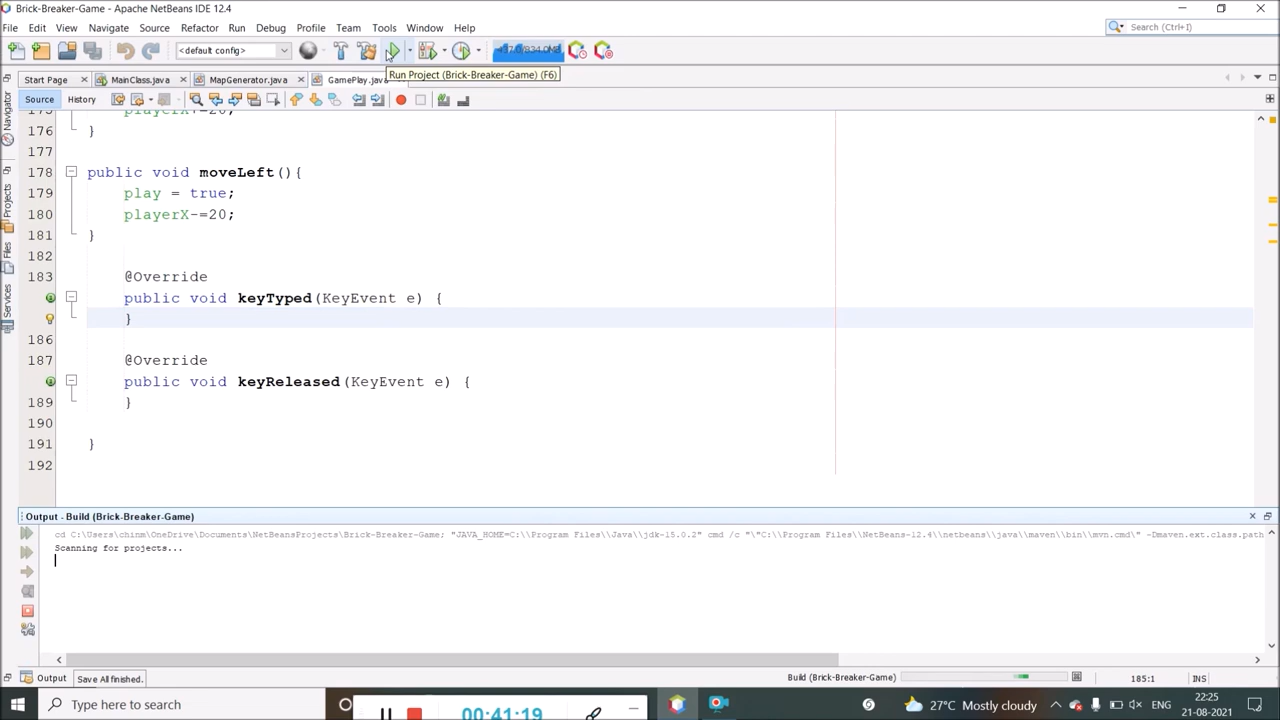 Brick-Breaker-Game - Apache NetBeans IDE 12.4
File Edit View Navigate Source Refactor Run Debug Profile Team Tools Window Help
Search (Ctrl+I)
<default config>
Run Project (Brick-Breaker-Game) (F6)
Start Page MainClass.java MapGenerator.java GamePlay.java
Source History
Navigator
Projects
Files
Services
176 }
177
178 public void moveLeft(){
179 play = true;
180 playerX-=20;
181 }
182
183 @Override
public void keyTyped(KeyEvent e) {
}
186
187 @Override
public void keyReleased(KeyEvent e) {
189 }
190
191 }
192
Output - Build (Brick-Breaker-Game)
cd C:\Users\chinm\OneDrive\Documents\NetBeansProjects\Brick-Breaker-Game; "JAVA_HOME=C:\\Program Files\\Java\\jdk-15.0.2" cmd /c "\"C:\\Program Files\\NetBeans-12.4\\netbeans\\java\\maven\\bin\\mvn.cmd\" -Dmaven.ext.class.path
Scanning for projects...
Output Save All finished. Build (Brick-Breaker-Game) 185:1 INS
Type here to search
00:41:19
27°C Mostly cloudy
ENG
22:25
21-08-2021